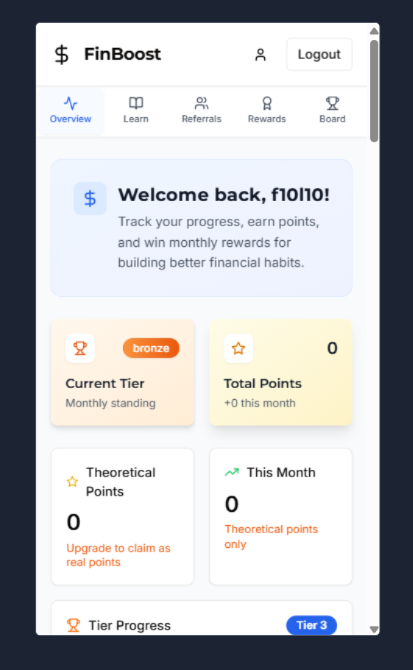 FinBoost
Logout
Overview
Learn
Referrals
Rewards
Board
Welcome back, f10l10!
Track your progress, earn points,
and win monthly rewards for
building better financial habits.
bronze
Current Tier
Monthly standing
0
Total Points
+0 this month
Theoretical
Points
0
Upgrade to claim as
real points
This Month
0
Theoretical points
only
Tier Progress
Tier 3